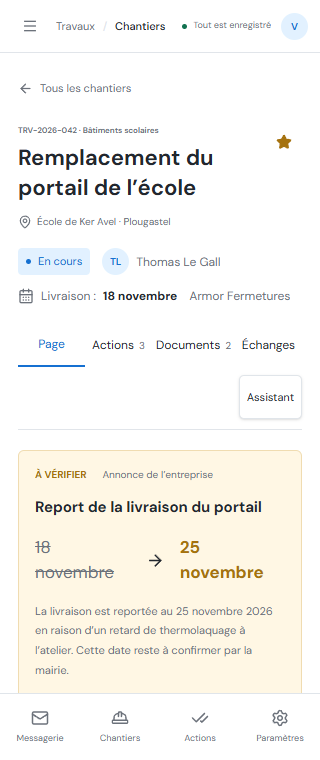 Travaux / Chantiers
Tout est enregistré
V
Tous les chantiers
TRV-2026-042 · Bâtiments scolaires
Remplacement du
portail de l’école
École de Ker Avel · Plougastel
En cours
TL Thomas Le Gall
Livraison : 18 novembre Armor Fermetures
Page Actions 3 Documents 2 Échanges
Assistant
À VÉRIFIER Annonce de l’entreprise
Report de la livraison du portail
18 novembre → 25 novembre
La livraison est reportée au 25 novembre 2026
en raison d’un retard de thermolaquage à
l’atelier. Cette date reste à confirmer par la
mairie.
Messagerie Chantiers Actions Paramètres